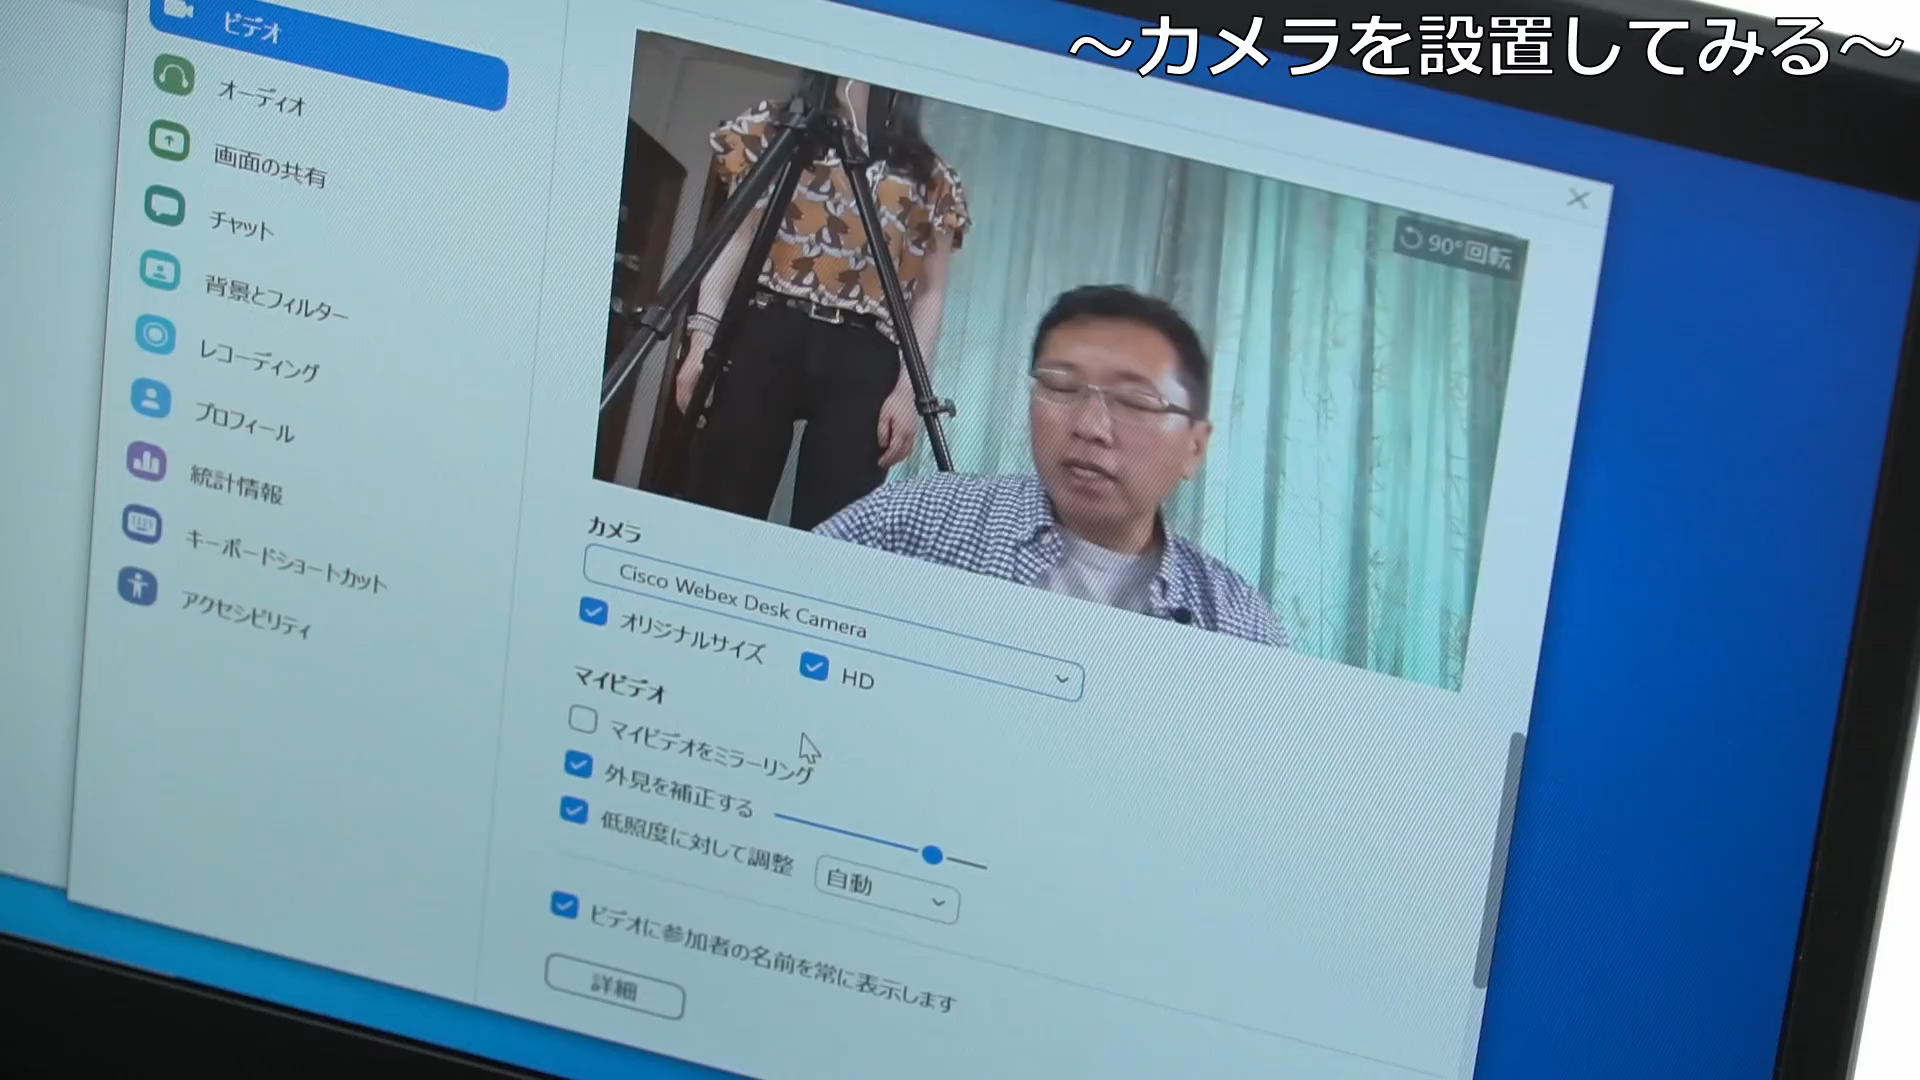 ～カメラを設置してみる～
ビデオ
オーディオ
画面の共有
チャット
背景とフィルター
レコーディング
プロフィール
統計情報
キーボードショートカット
アクセシビリティ
90°回転
カメラ
Cisco Webex Desk Camera
オリジナルサイズ
HD
マイビデオ
マイビデオをミラーリング
外見を補正する
低照度に対して調整
自動
ビデオに参加者の名前を常に表示します
詳細